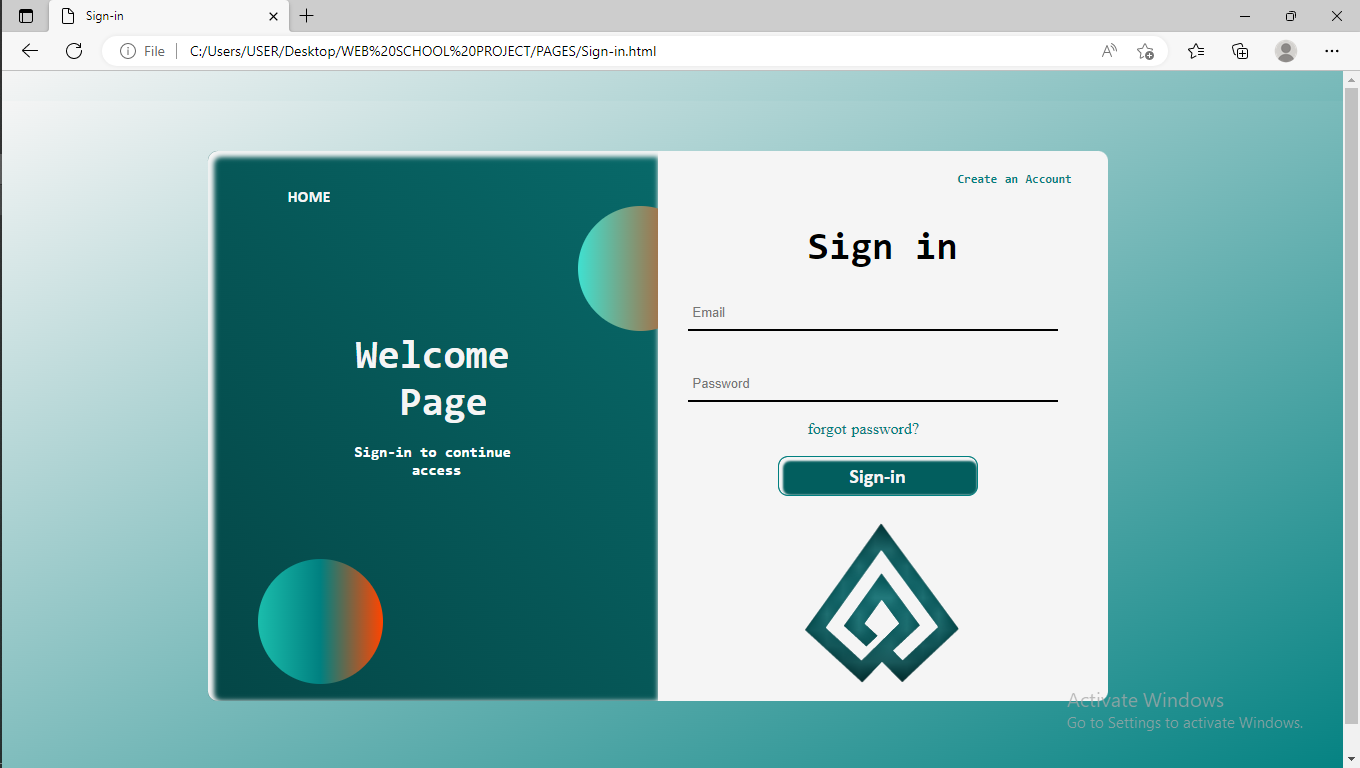 Sign-in
File
C:/Users/USER/Desktop/WEB%20SCHOOL%20PROJECT/PAGES/Sign-in.html
HOME
Welcome
Page
Sign-in to continue
access
Create an Account
Sign in
Email
Password
forgot password?
Sign-in
Activate Windows
Go to Settings to activate Windows.